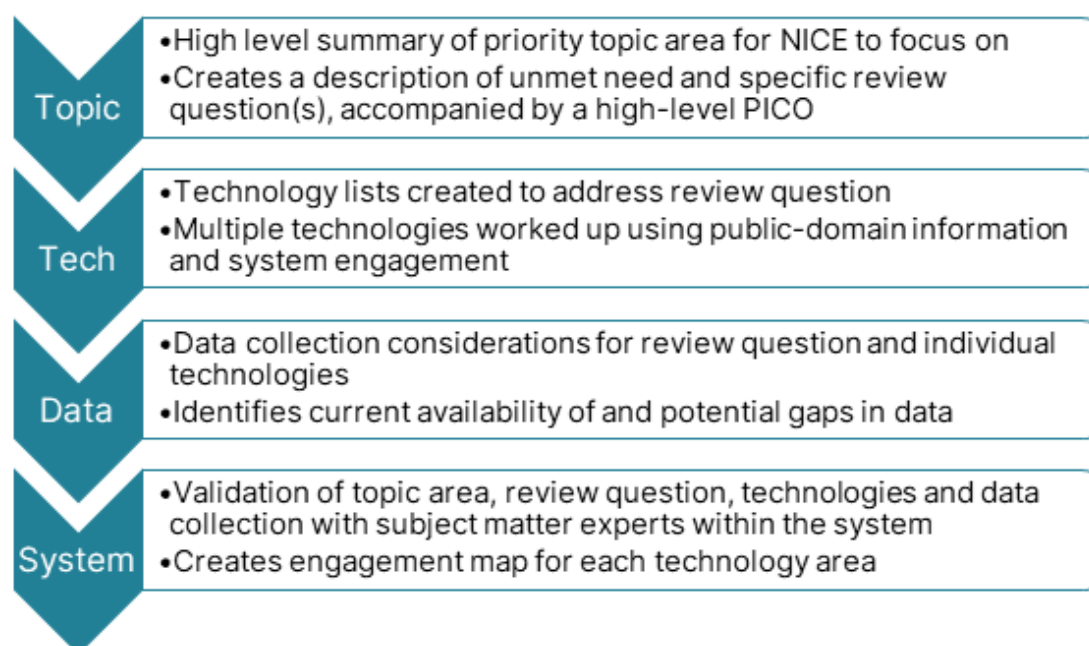 Topic
•High level summary of priority topic area for NICE to focus on
•Creates a description of unmet need and specific review
question(s), accompanied by a high-level PICO
Tech
•Technology lists created to address review question
•Multiple technologies worked up using public-domain information
and system engagement
Data
•Data collection considerations for review question and individual
technologies
•Identifies current availability of and potential gaps in data
System
•Validation of topic area, review question, technologies and data
collection with subject matter experts within the system
•Creates engagement map for each technology area